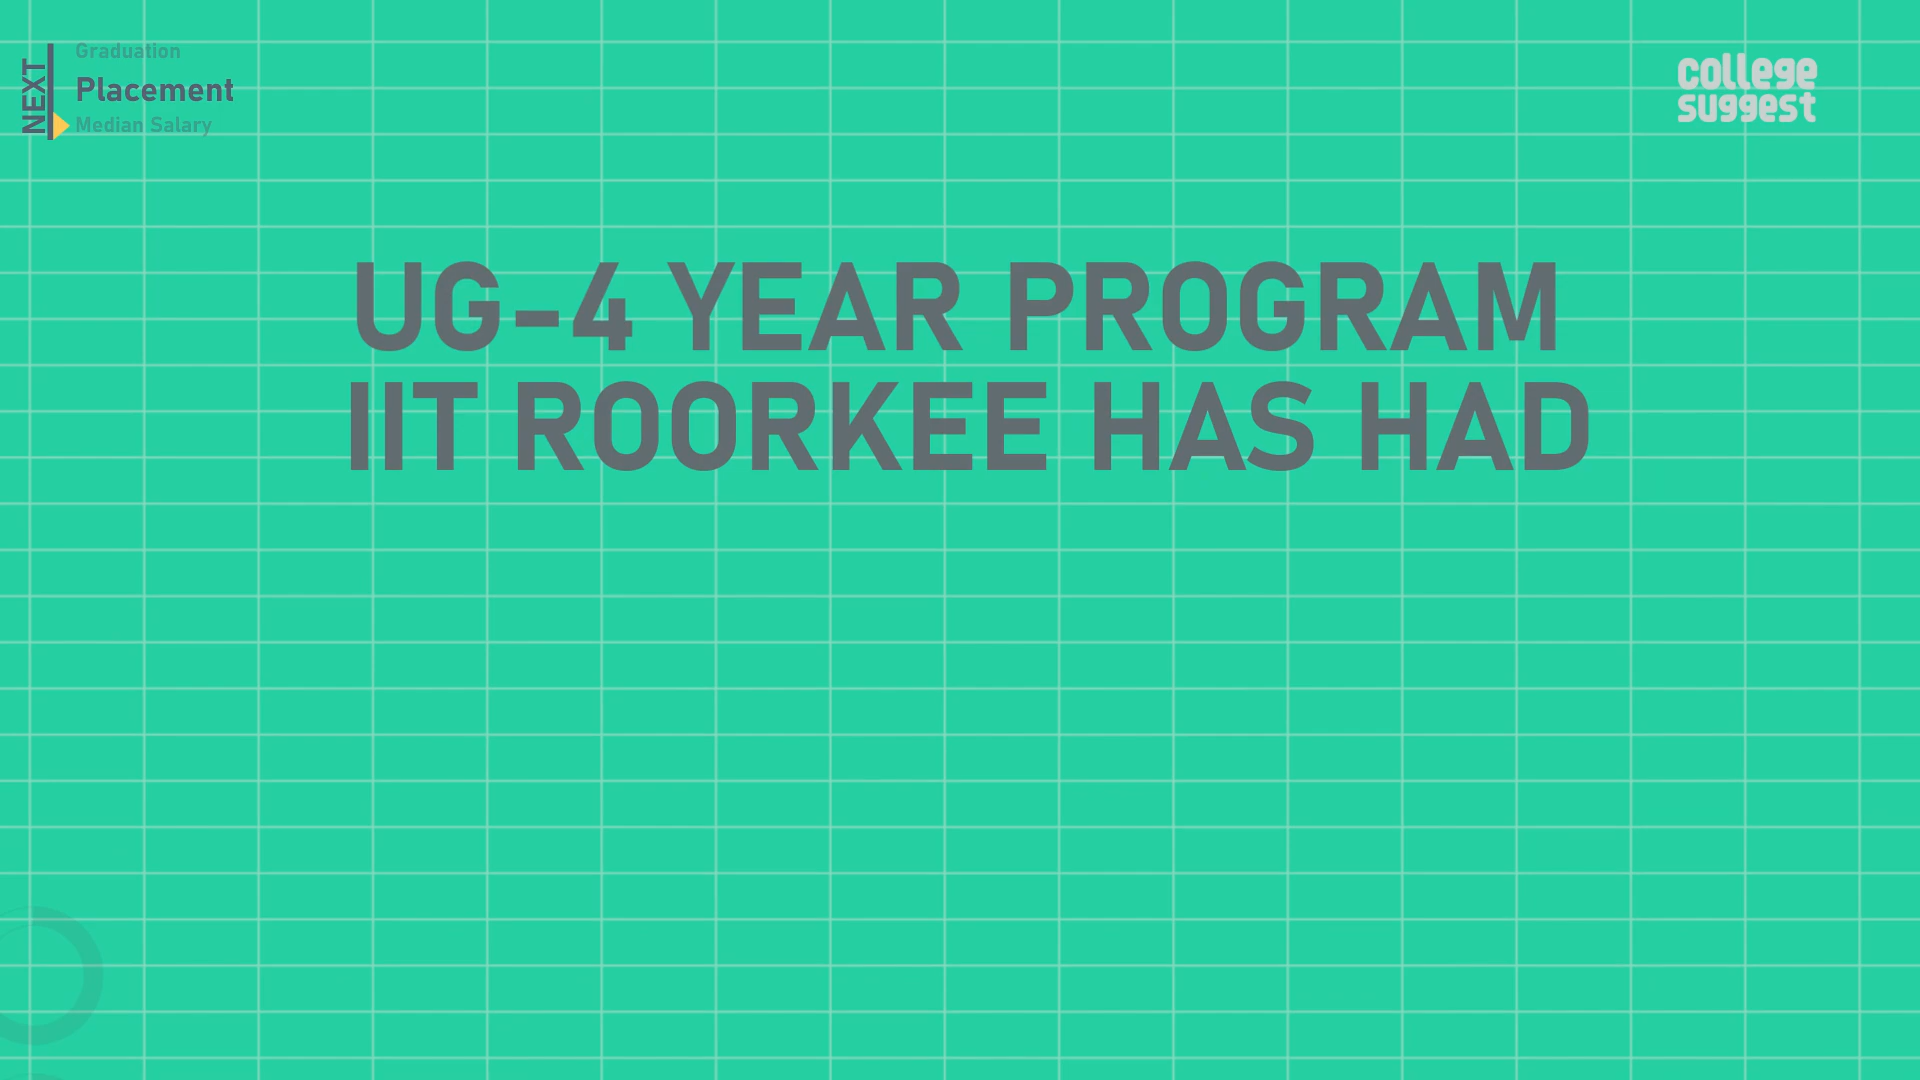 Graduation
NEXT
Placement
Median Salary
college
suggest
UG-4 YEAR PROGRAM
IIT ROORKEE HAS HAD